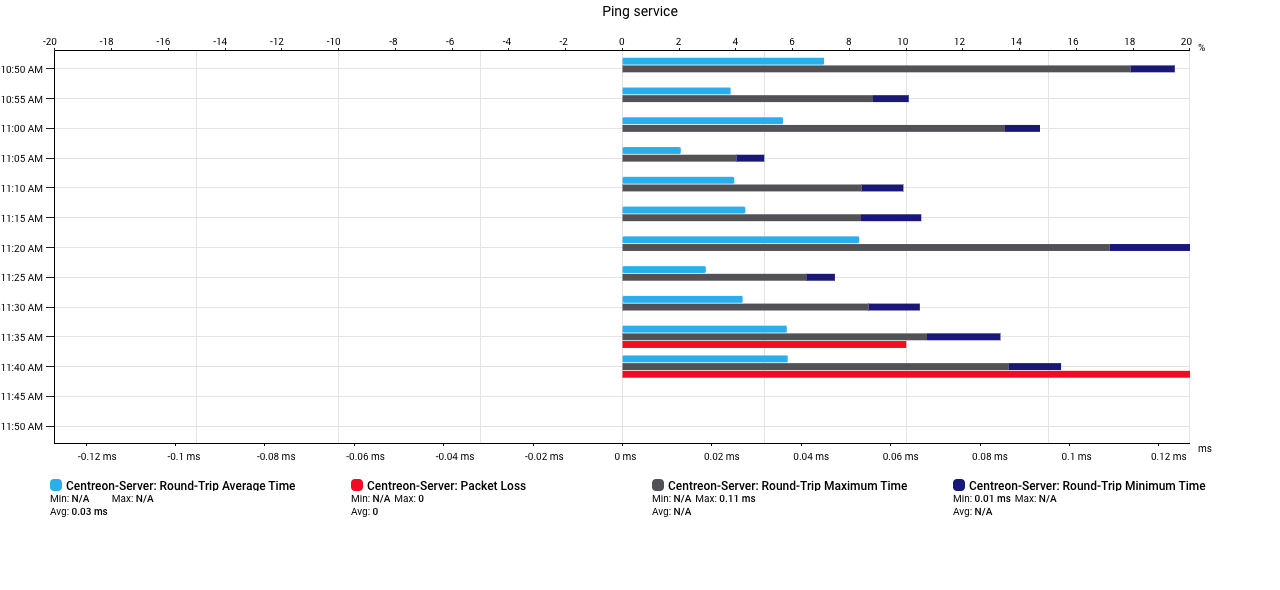 Ping service
-20 -18 -16 -14 -12 -10 -8 -6 -4 -2 0 2 4 6 8 10 12 14 16 18 20 %
10:50 AM
10:55 AM
11:00 AM
11:05 AM
11:10 AM
11:15 AM
11:20 AM
11:25 AM
11:30 AM
11:35 AM
11:40 AM
11:45 AM
11:50 AM
ms
-0.12 ms -0.1 ms -0.08 ms -0.06 ms -0.04 ms -0.02 ms 0 ms 0.02 ms 0.04 ms 0.06 ms 0.08 ms 0.1 ms 0.12 ms
Centreon-Server: Round-Trip Average Time
Min: N/A Max: N/A
Avg: 0.03 ms
Centreon-Server: Packet Loss
Min: N/A Max: 0
Avg: 0
Centreon-Server: Round-Trip Maximum Time
Min: N/A Max: 0.11 ms
Avg: N/A
Centreon-Server: Round-Trip Minimum Time
Min: 0.01 ms Max: N/A
Avg: N/A